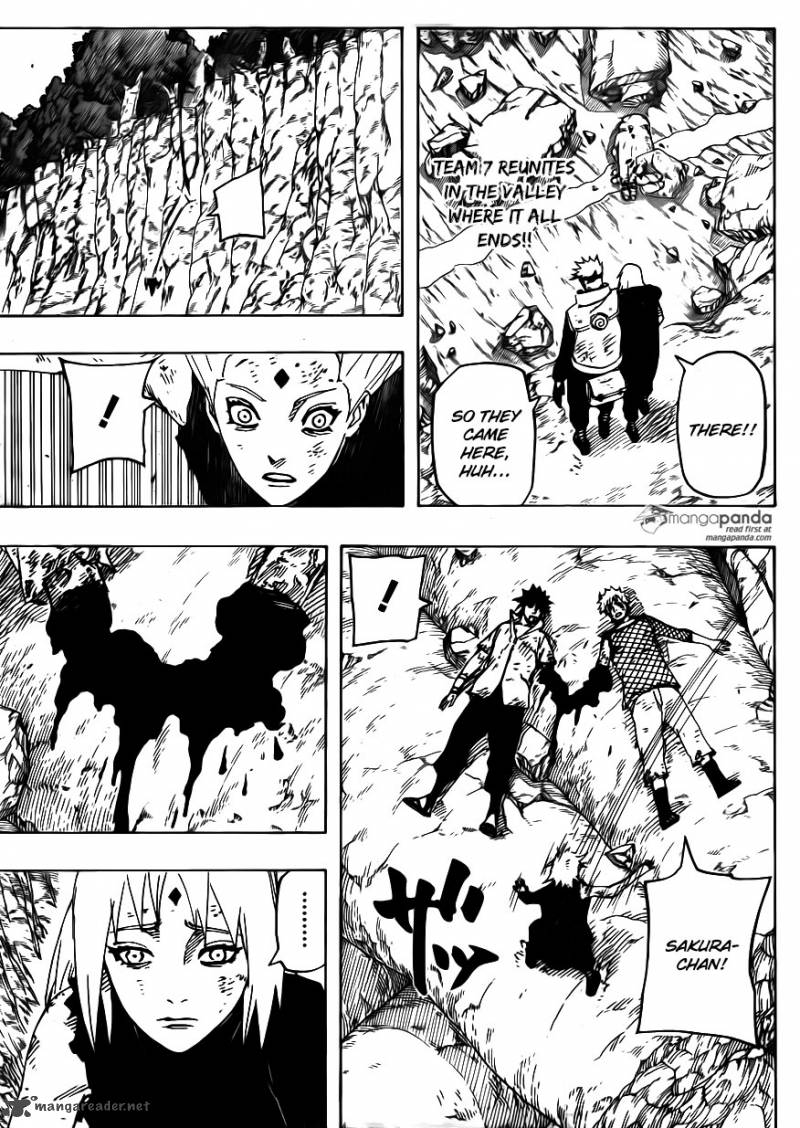 TEAM 7 REUNITES
IN THE VALLEY
WHERE IT ALL
ENDS!!
THERE!!
SO THEY
CAME
HERE,
HUH...
mangapanda
read first at
mangapanda.com
!
!
SAKURA-
CHAN!
ザッ
.........
mangareader.net